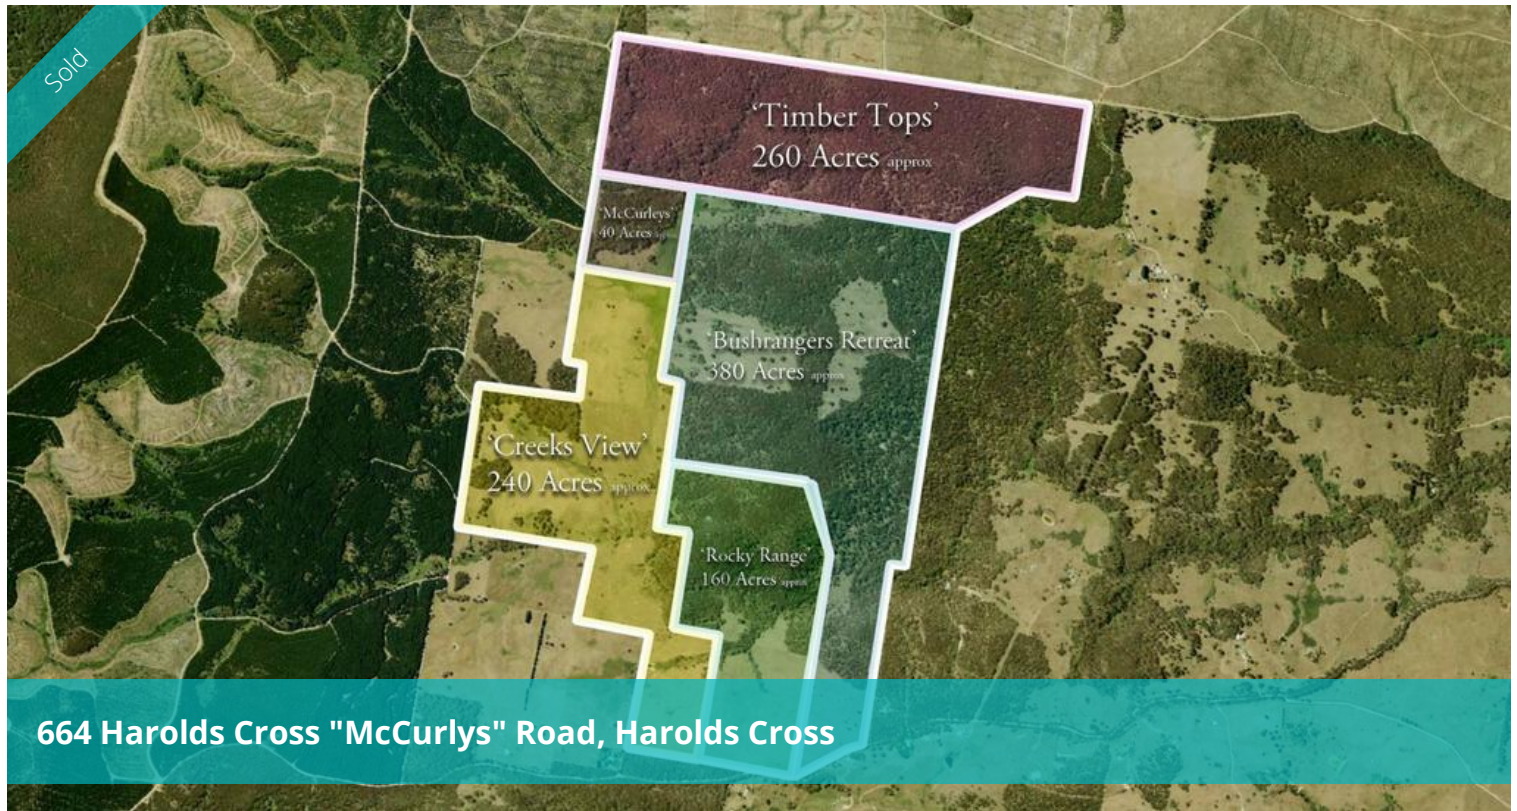 Sold
'Timber Tops'
260 Acres approx
'McCurleys'
40 Acres
'Bushrangers Retreat'
380 Acres approx
'Creeks View'
240 Acres approx
'Rocky Range'
160 Acres approx
664 Harolds Cross "McCurlys" Road, Harolds Cross